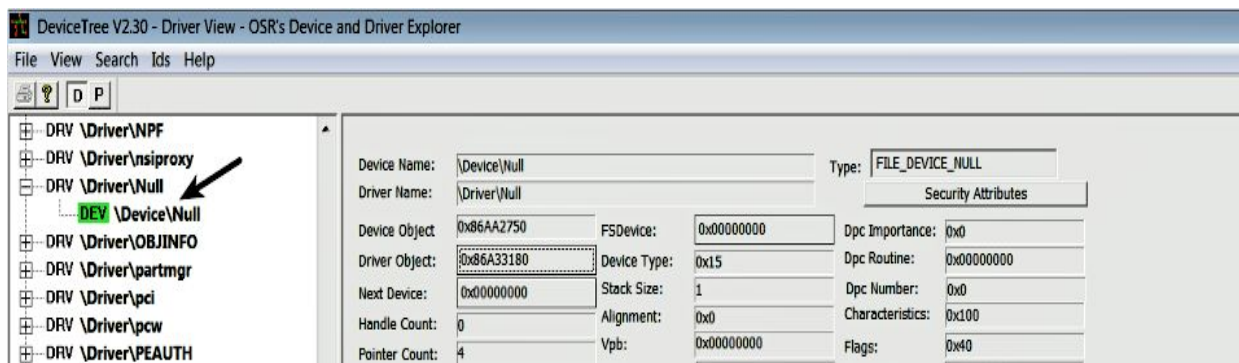 DeviceTree V2.30 - Driver View - OSR's Device and Driver Explorer
File View Search Ids Help
D P
DRV \Driver\NPF
DRV \Driver\nsiproxy
DRV \Driver\Null
DEV \Device\Null
DRV \Driver\OBJINFO
DRV \Driver\partmgr
DRV \Driver\pci
DRV \Driver\pcw
DRV \Driver\PEAUTH
Device Name: \Device\Null Type: FILE_DEVICE_NULL
Driver Name: \Driver\Null Security Attributes
Device Object 0x86AA2750 FSDevice: 0x00000000 Dpc Importance: 0x0
Driver Object: 0x86A33180 Device Type: 0x15 Dpc Routine: 0x00000000
Next Device: 0x00000000 Stack Size: 1 Dpc Number: 0x0
Handle Count: 0 Alignment: 0x0 Characteristics: 0x100
Pointer Count: 4 Vpb: 0x00000000 Flags: 0x40